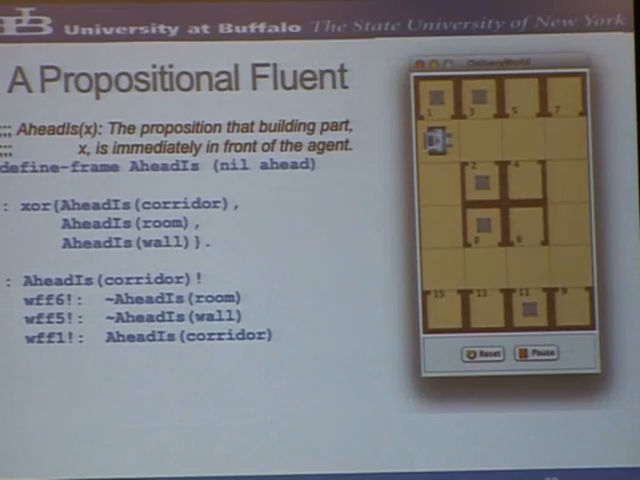 UB University at Buffalo The State University of New York
A Propositional Fluent
;;; AheadIs(x): The proposition that building part,
;;; x, is immediately in front of the agent.
define-frame AheadIs (nil ahead)
: xor{AheadIs(corridor),
AheadIs(room),
AheadIs(wall)}.
: AheadIs(corridor)!
wff6!: ~AheadIs(room)
wff5!: ~AheadIs(wall)
wff1!: AheadIs(corridor)
DeliveryWorld
1 3 5 7
2 4
8 6
15 13 11 9
Reset Pause